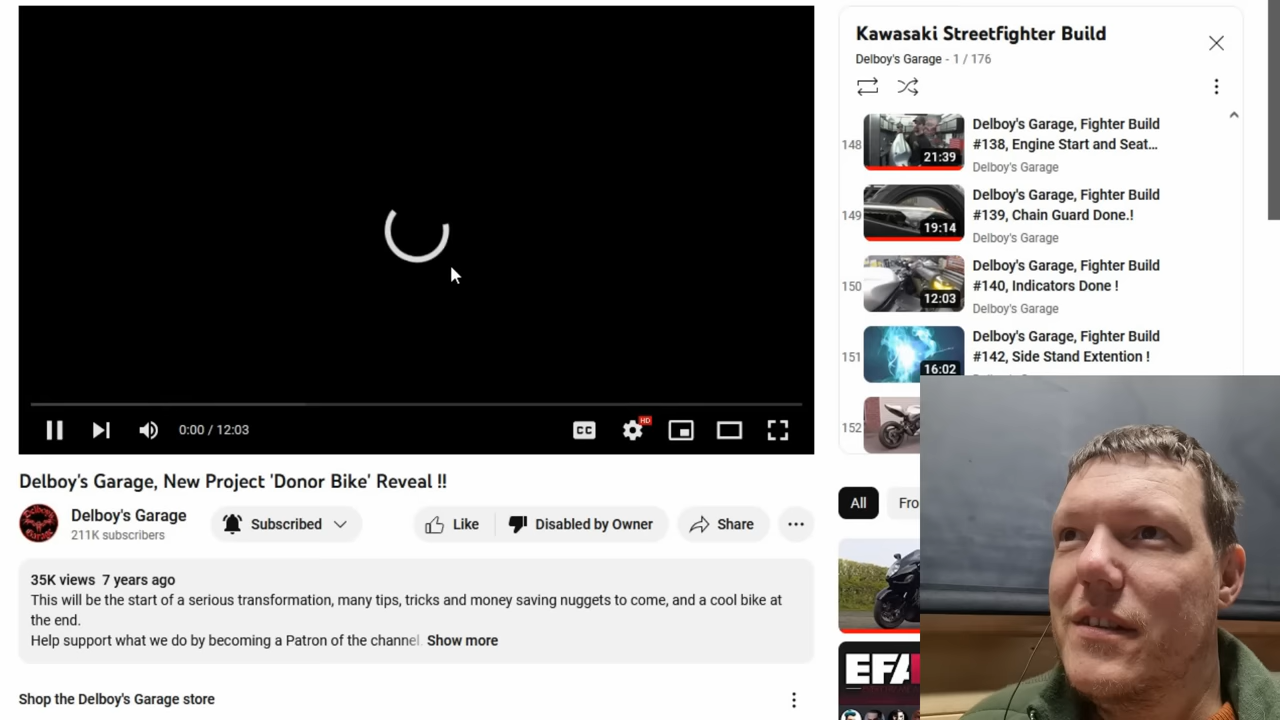 Kawasaki Streetfighter Build
Delboy's Garage - 1 / 176
148
21:39
Delboy's Garage, Fighter Build
#138, Engine Start and Seat...
Delboy's Garage
149
19:14
Delboy's Garage, Fighter Build
#139, Chain Guard Done.!
Delboy's Garage
150
12:03
Delboy's Garage, Fighter Build
#140, Indicators Done !
Delboy's Garage
151
16:02
Delboy's Garage, Fighter Build
#142, Side Stand Extention !
152
0:00 / 12:03
CC
HD
Delboy's Garage, New Project 'Donor Bike' Reveal !!
Delboy's Garage
211K subscribers
Subscribed
Like
Disabled by Owner
Share
35K views 7 years ago
This will be the start of a serious transformation, many tips, tricks and money saving nuggets to come, and a cool bike at
the end.
Help support what we do by becoming a Patron of the channel Show more
Shop the Delboy's Garage store
All
Fro
EFA